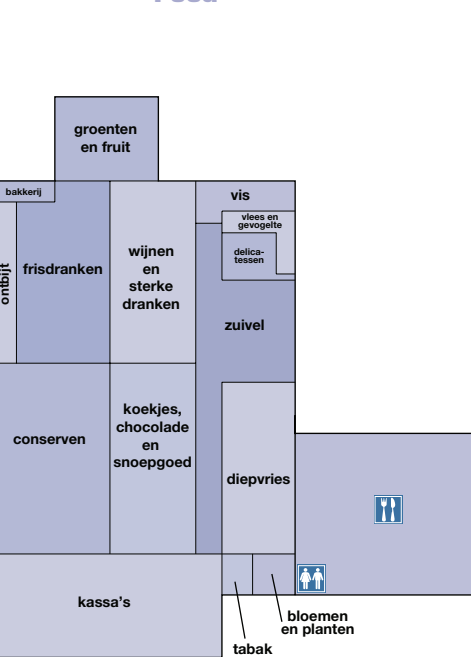 groenten
en fruit
bakkerij
vis
vlees en
gevogelte
delica-
tessen
ontbijt
frisdranken
wijnen
en
sterke
dranken
zuivel
conserven
koekjes,
chocolade
en
snoepgoed
diepvries
kassa's
bloemen
en planten
tabak